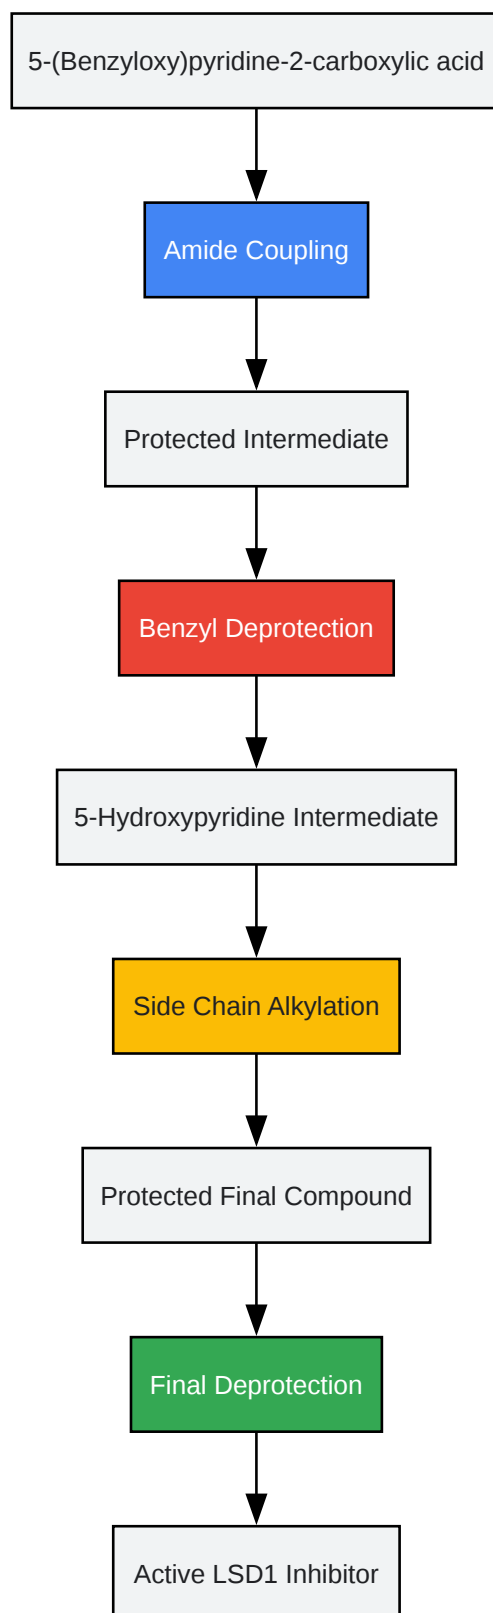 5-(Benzyloxy)pyridine-2-carboxylic acid
Amide Coupling
Protected Intermediate
Benzyl Deprotection
5-Hydroxypyridine Intermediate
Side Chain Alkylation
Protected Final Compound
Final Deprotection
Active LSD1 Inhibitor